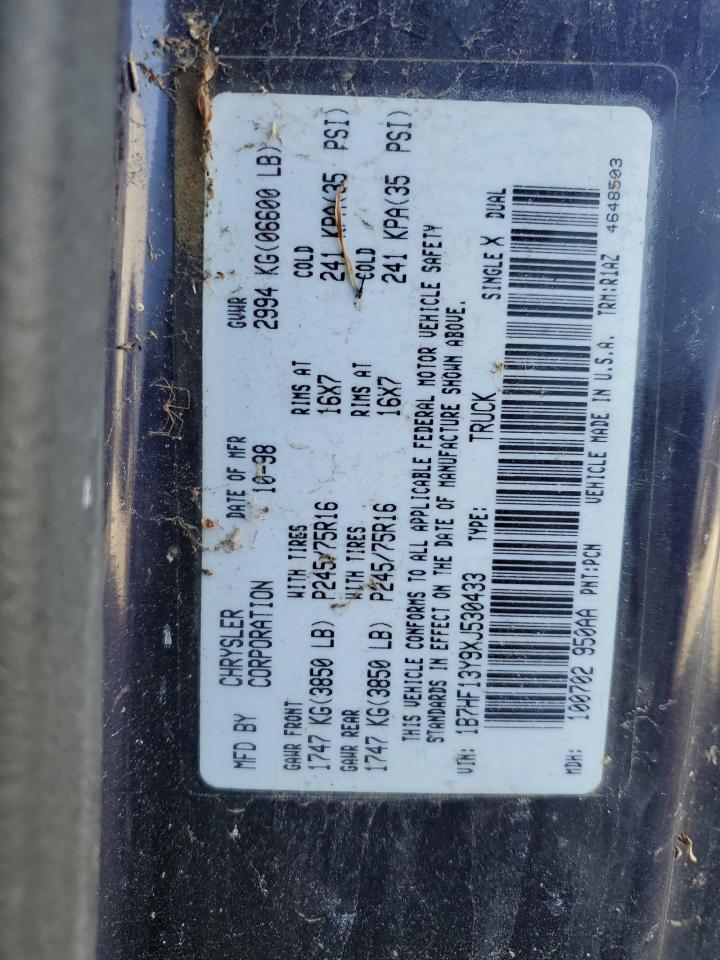 MFD BY CHRYSLER CORPORATION DATE OF MFR 10-98 GVWR 2994 KG(06600 LB)
GAWR FRONT WITH TIRES RIMS AT COLD
1747 KG(3850 LB) P245/75R16 16X7 241 KPA(35 PSI)
GAWR REAR WITH TIRES RIMS AT COLD
1747 KG(3850 LB) P245/75R16 16X7 241 KPA(35 PSI)
THIS VEHICLE CONFORMS TO ALL APPLICABLE FEDERAL MOTOR VEHICLE SAFETY
STANDARDS IN EFFECT ON THE DATE OF MANUFACTURE SHOWN ABOVE.
VIN: 1B7HF13Y9XJ530433 TYPE: TRUCK SINGLE X DUAL
MDH: 100702 950AA PNT:PCN VEHICLE MADE IN U.S.A. TRM:R1AZ 4648503